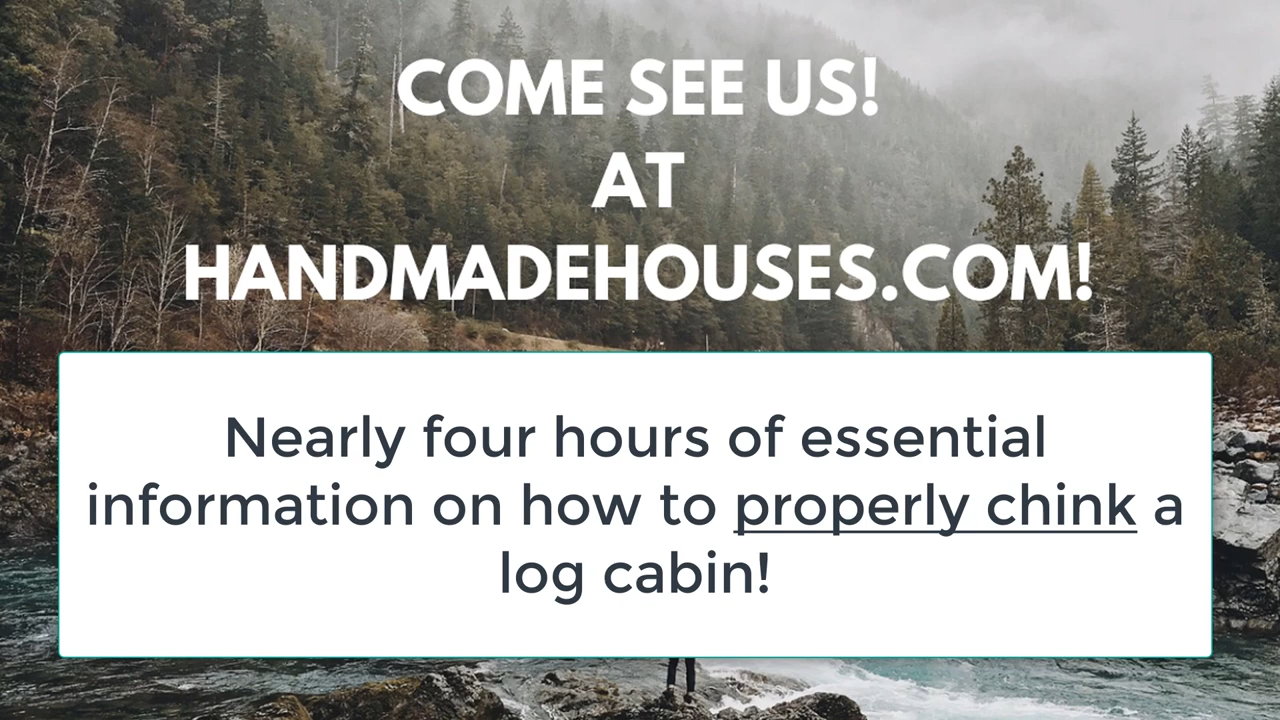 COME SEE US!
AT
HANDMADEHOUSES.COM!
Nearly four hours of essential
information on how to properly chink a
log cabin!